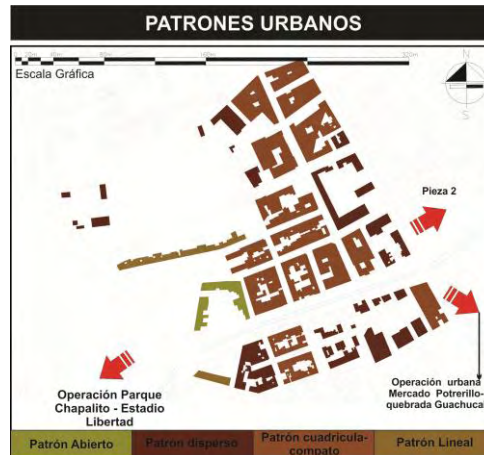 PATRONES URBANOS
Escala Gráfica
N
S
Pieza 2
Operación Parque
Chapalito - Estadio
Libertad
Operación urbana
Mercado Potrerillo-
quebrada Guachucal
Patrón Abierto
Patrón disperso
Patrón cuadricula-
compato
Patrón Lineal